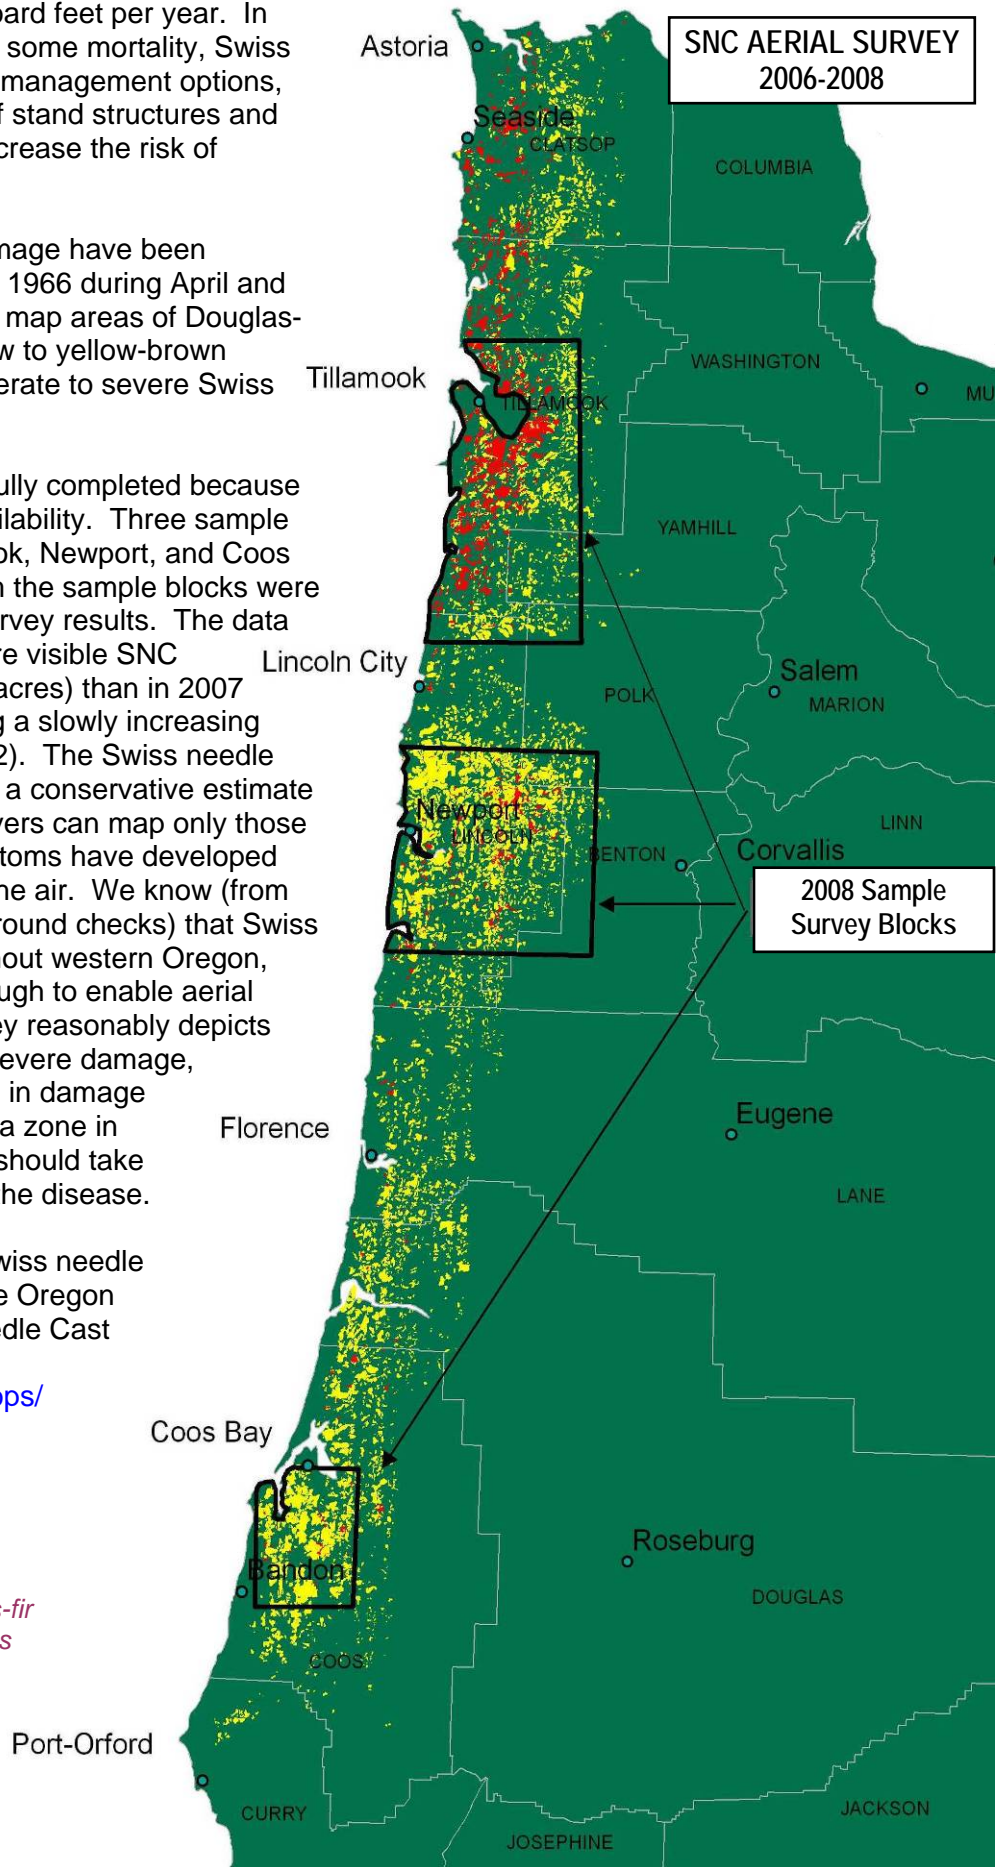 oard feet per year.  In
some mortality, Swiss
management options,
f stand structures and
crease the risk of
mage have been
1966 during April and
map areas of Douglas-
w to yellow-brown
erate to severe Swiss
ully completed because
ilability.  Three sample
ok, Newport, and Coos
n the sample blocks were
rvey results.  The data
re visible SNC
acres) than in 2007
g a slowly increasing
2).  The Swiss needle
a conservative estimate
yers can map only those
toms have developed
he air.  We know (from
round checks) that Swiss
hout western Oregon,
ugh to enable aerial
ey reasonably depicts
severe damage,
in damage
a zone in
should take
the disease.
wiss needle
e Oregon
edle Cast
ops/
s-fir
s
SNC AERIAL SURVEY
2006-2008
Astoria
Seaside
CLATSOP
COLUMBIA
WASHINGTON
Tillamook
TILLAMOOK
MU
YAMHILL
Lincoln City
POLK
Salem
MARION
Newport
LINCOLN
LINN
BENTON
Corvallis
2008 Sample
Survey Blocks
Florence
Eugene
LANE
Coos Bay
Roseburg
Bandon
DOUGLAS
COOS
Port-Orford
CURRY
JACKSON
JOSEPHINE